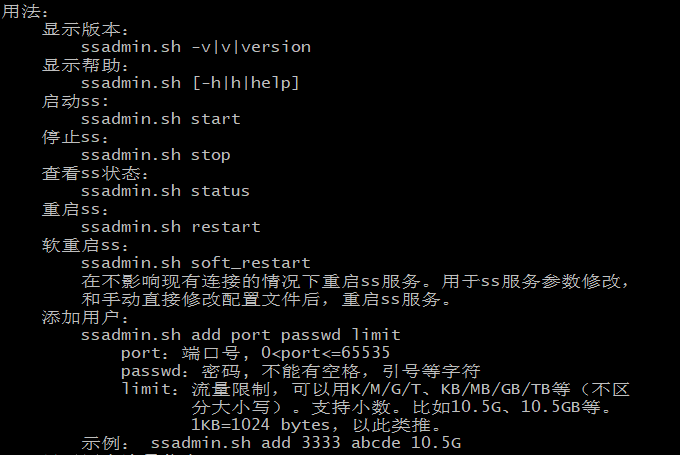 用法：
显示版本：
ssadmin.sh -v|v|version
显示帮助：
ssadmin.sh [-h|h|help]
启动ss:
ssadmin.sh start
停止ss：
ssadmin.sh stop
查看ss状态：
ssadmin.sh status
重启ss：
ssadmin.sh restart
软重启ss：
ssadmin.sh soft_restart
在不影响现有连接的情况下重启ss服务。用于ss服务参数修改，
和手动直接修改配置文件后，重启ss服务。
添加用户：
ssadmin.sh add port passwd limit
port：端口号, 0<port<=65535
passwd：密码, 不能有空格，引号等字符
limit：流量限制，可以用K/M/G/T、KB/MB/GB/TB等（不区
分大小写）。支持小数。比如10.5G、10.5GB等。
1KB=1024 bytes，以此类推。
示例： ssadmin.sh add 3333 abcde 10.5G